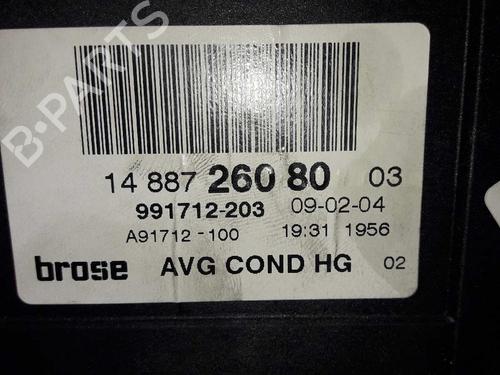 B-PARTS
14 887 260 80 03
991712-203 09-02-04
A91712-100 19:31 1956
brose AVG COND HG 02